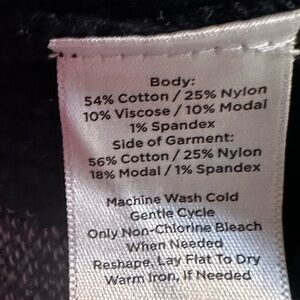 Body:
54% Cotton / 25% Nylon
10% Viscose / 10% Modal
1% Spandex
Side of Garment:
56% Cotton / 25% Nylon
18% Modal / 1% Spandex
Machine Wash Cold
Gentle Cycle
Only Non-Chlorine Bleach
When Needed
Reshape, Lay Flat To Dry
Warm Iron, If Needed